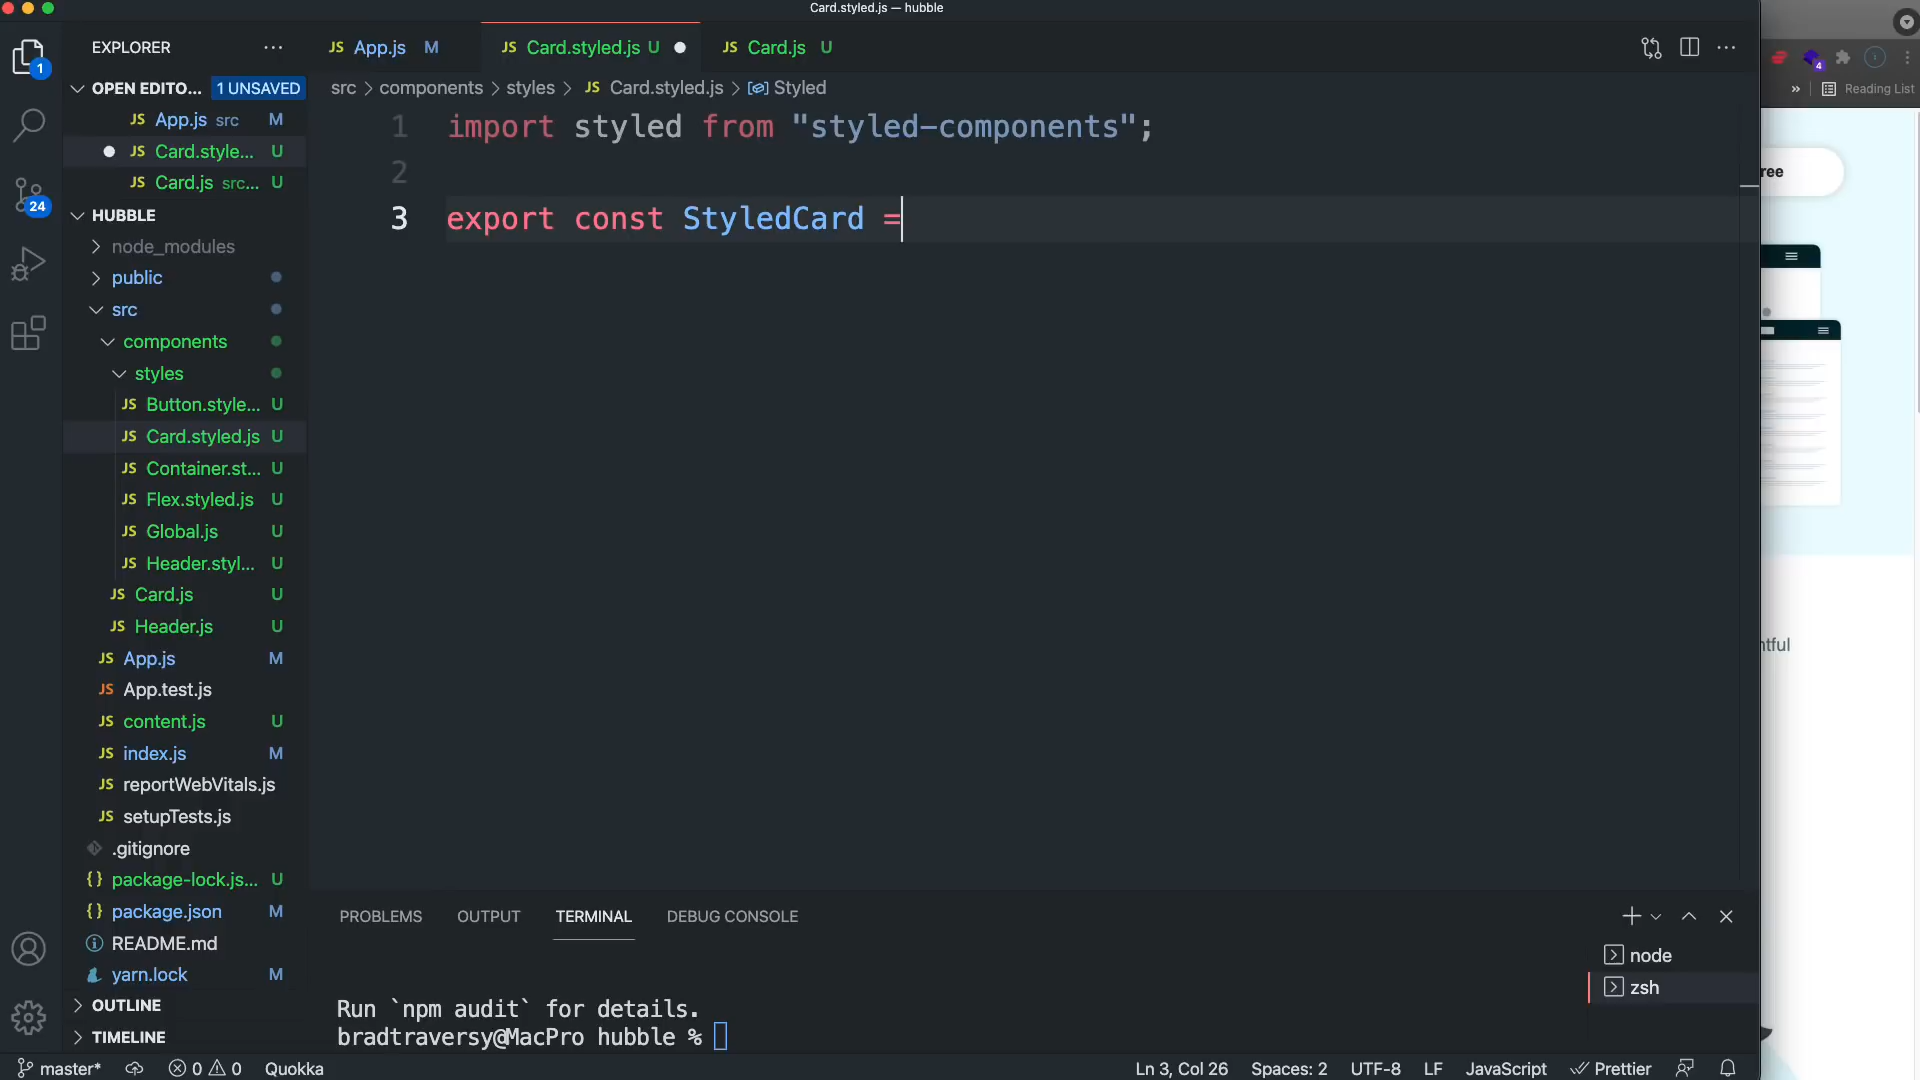 Card.styled.js — hubble
EXPLORER
OPEN EDITO... 1 UNSAVED
JS App.js src M
JS Card.style... U
JS Card.js src... U
HUBBLE
node_modules
public
src
components
styles
JS Button.style... U
JS Card.styled.js U
JS Container.st... U
JS Flex.styled.js U
JS Global.js U
JS Header.styl... U
JS Card.js U
JS Header.js U
JS App.js M
JS App.test.js
JS content.js U
JS index.js M
JS reportWebVitals.js
JS setupTests.js
.gitignore
{} package-lock.js... U
{} package.json M
README.md
yarn.lock M
OUTLINE
TIMELINE
1
24
JS App.js M
JS Card.styled.js U
JS Card.js U
src > components > styles > JS Card.styled.js > Styled
1 import styled from "styled-components";
2
3 export const StyledCard =
PROBLEMS OUTPUT TERMINAL DEBUG CONSOLE
Run `npm audit` for details.
bradtraversy@MacPro hubble %
node
zsh
master* 0 0 Quokka
Ln 3, Col 26 Spaces: 2 UTF-8 LF JavaScript Prettier
4
» Reading List
ree
ntful